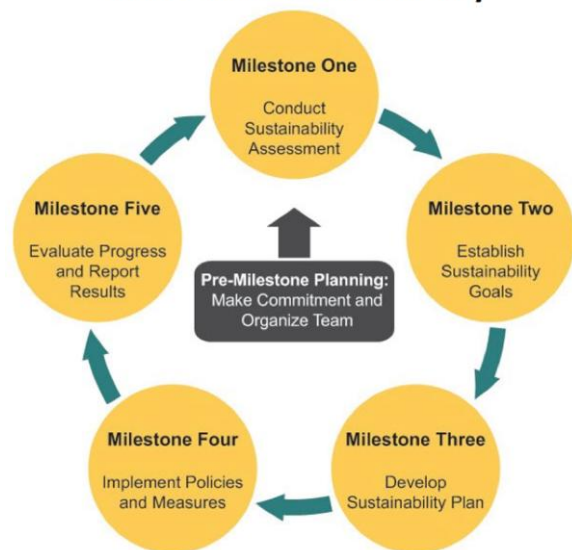 Milestone One
Conduct
Sustainability
Assessment
Milestone Two
Establish
Sustainability
Goals
Milestone Three
Develop
Sustainability Plan
Milestone Four
Implement Policies
and Measures
Milestone Five
Evaluate Progress
and Report
Results
Pre-Milestone Planning:
Make Commitment and
Organize Team